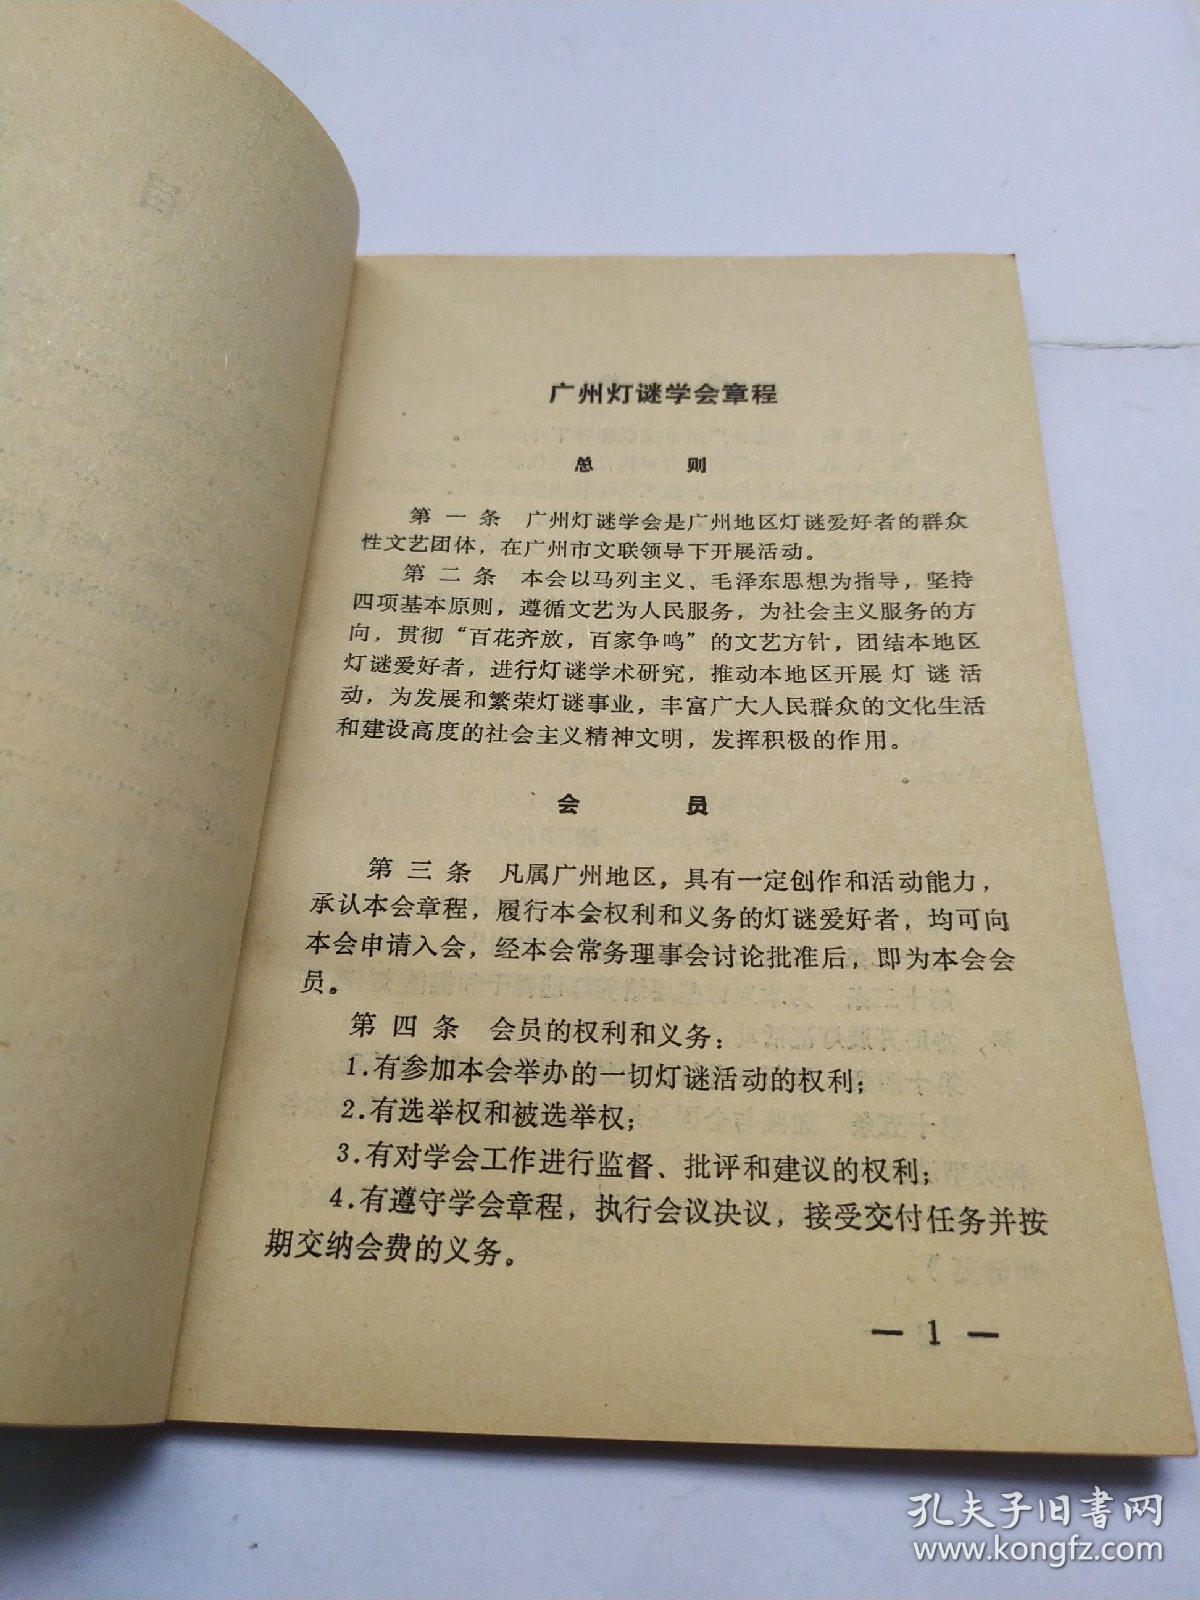 广州灯谜学会章程
总 则
第一条 广州灯谜学会是广州地区灯谜爱好者的群众
性文艺团体，在广州市文联领导下开展活动。
第二条 本会以马列主义、毛泽东思想为指导，坚持
四项基本原则，遵循文艺为人民服务，为社会主义服务的方
向，贯彻“百花齐放，百家争鸣”的文艺方针，团结本地区
灯谜爱好者，进行灯谜学术研究，推动本地区开展灯谜活
动，为发展和繁荣灯谜事业，丰富广大人民群众的文化生活
和建设高度的社会主义精神文明，发挥积极的作用。
会 员
第三条 凡属广州地区，具有一定创作和活动能力，
承认本会章程，履行本会权利和义务的灯谜爱好者，均可向
本会申请入会，经本会常务理事会讨论批准后，即为本会会
员。
第四条 会员的权利和义务：
1.有参加本会举办的一切灯谜活动的权利；
2.有选举权和被选举权；
3.有对学会工作进行监督、批评和建议的权利；
4.有遵守学会章程，执行会议决议，接受交付任务并按
期交纳会费的义务。
— 1 —
孔夫子旧书网
www.kongfz.com